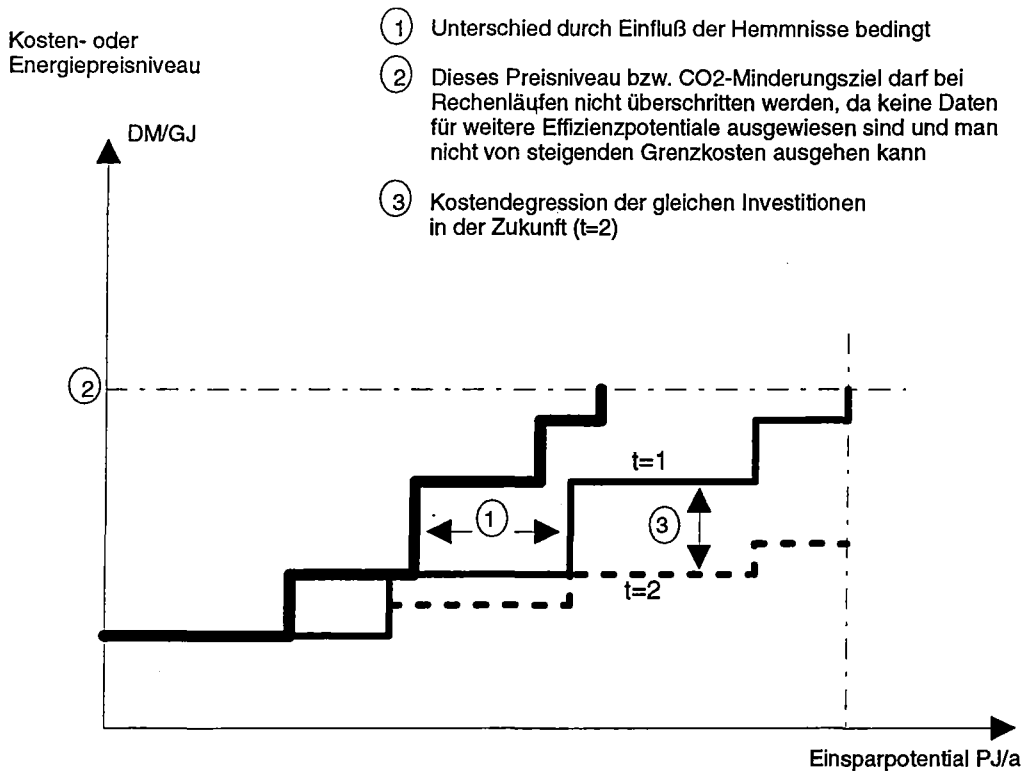 Kosten- oder
Energiepreisniveau
DM/GJ
1 Unterschied durch Einfluß der Hemmnisse bedingt
2 Dieses Preisniveau bzw. CO2-Minderungsziel darf bei
Rechenläufen nicht überschritten werden, da keine Daten
für weitere Effizienzpotentiale ausgewiesen sind und man
nicht von steigenden Grenzkosten ausgehen kann
3 Kostendegression der gleichen Investitionen
in der Zukunft (t=2)
2
t=1
1
3
t=2
Einsparpotential PJ/a